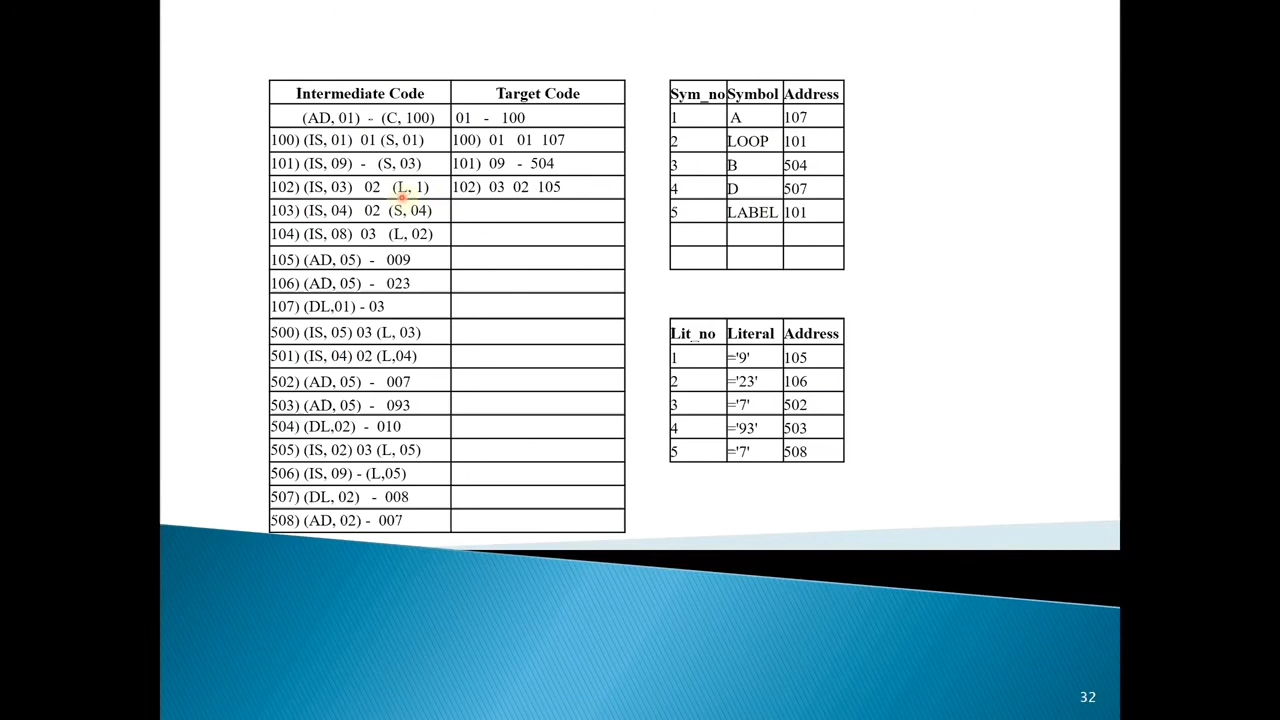 Intermediate Code Target Code
(AD, 01) - (C, 100) 01 - 100
100) (IS, 01) 01 (S, 01) 100) 01 01 107
101) (IS, 09) - (S, 03) 101) 09 - 504
102) (IS, 03) 02 (L, 1) 102) 03 02 105
103) (IS, 04) 02 (S, 04)
104) (IS, 08) 03 (L, 02)
105) (AD, 05) - 009
106) (AD, 05) - 023
107) (DL,01) - 03
500) (IS, 05) 03 (L, 03)
501) (IS, 04) 02 (L,04)
502) (AD, 05) - 007
503) (AD, 05) - 093
504) (DL,02) - 010
505) (IS, 02) 03 (L, 05)
506) (IS, 09) - (L,05)
507) (DL, 02) - 008
508) (AD, 02) - 007
Sym_no Symbol Address
1 A 107
2 LOOP 101
3 B 504
4 D 507
5 LABEL 101
Lit_no Literal Address
1 ='9' 105
2 ='23' 106
3 ='7' 502
4 ='93' 503
5 ='7' 508
32